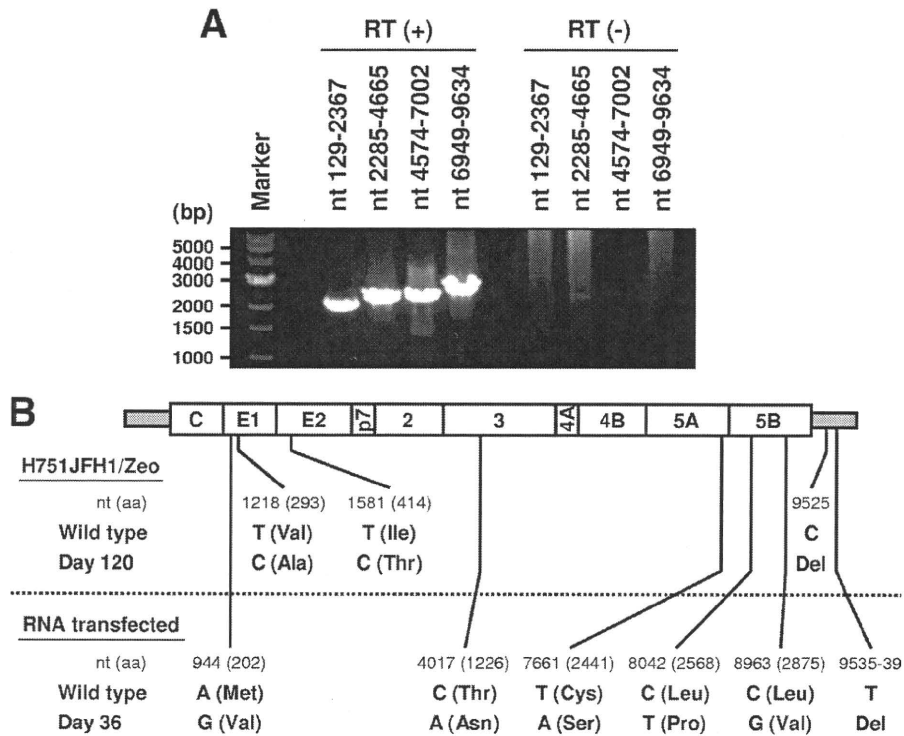 A
RT (+) RT (-)
Marker
nt 129-2367
nt 2285-4665
nt 4574-7002
nt 6949-9634
nt 129-2367
nt 2285-4665
nt 4574-7002
nt 6949-9634
(bp)
5000
4000
3000
2000
1500
1000
B
C E1 E2 p7 2 3 4A 4B 5A 5B
H751JFH1/Zeo
nt (aa) 1218 (293) 1581 (414) 9525
Wild type T (Val) T (Ile) C
Day 120 C (Ala) C (Thr) Del
RNA transfected
nt (aa) 944 (202) 4017 (1226) 7661 (2441) 8042 (2568) 8963 (2875) 9535-39
Wild type A (Met) C (Thr) T (Cys) C (Leu) C (Leu) T
Day 36 G (Val) A (Asn) A (Ser) T (Pro) G (Val) Del